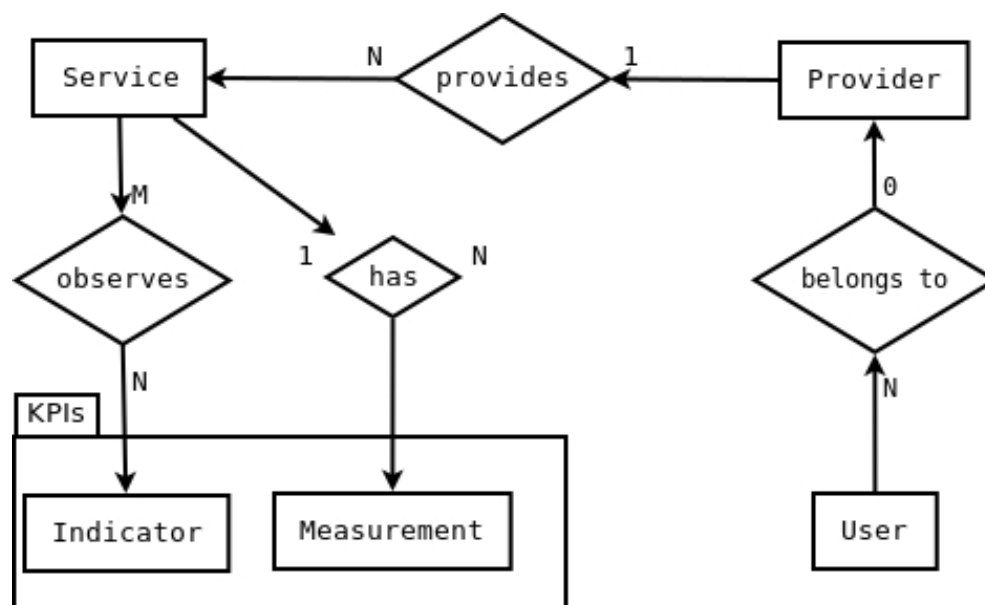 N
1
Service
provides
Provider
M
0
1
N
observes
has
belongs to
N
N
KPIs
Indicator
Measurement
User